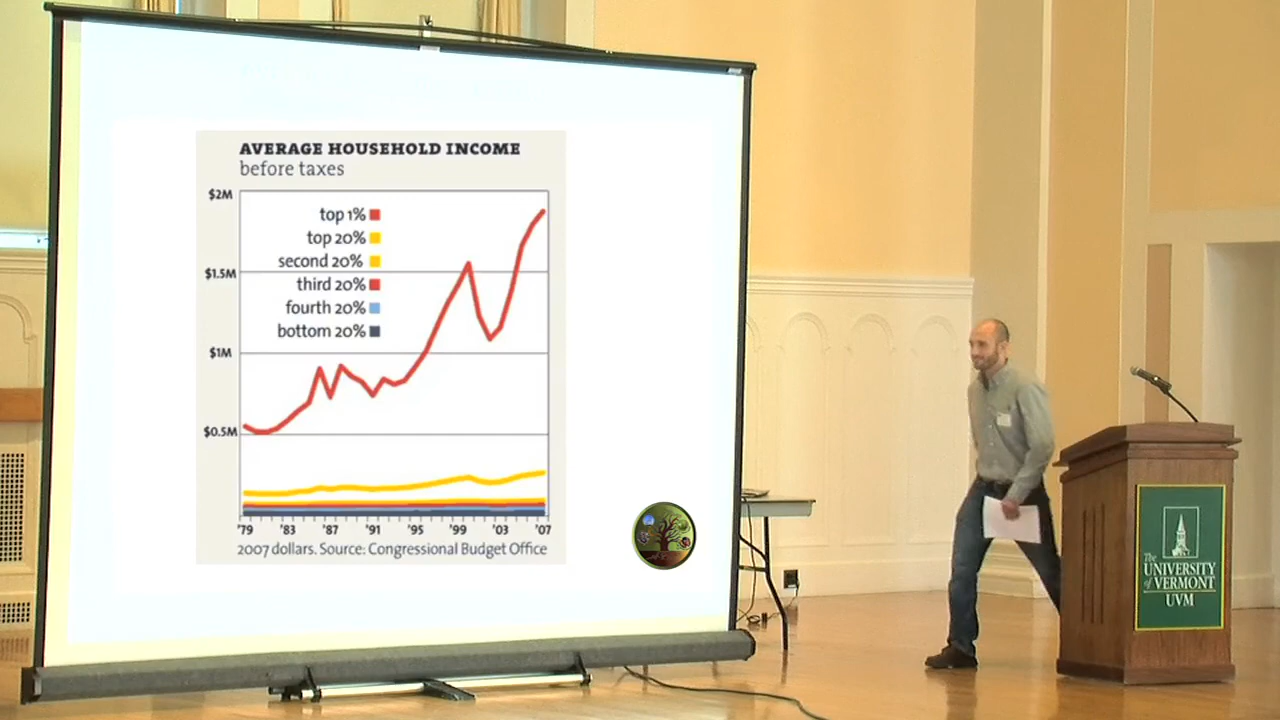 AVERAGE HOUSEHOLD INCOME
before taxes
$2M
top 1%
top 20%
$1.5M
second 20%
third 20%
fourth 20%
bottom 20%
$1M
$0.5M
'79 '83 '87 '91 '95 '99 '03 '07
2007 dollars. Source: Congressional Budget Office
The
UNIVERSITY
of VERMONT
UVM